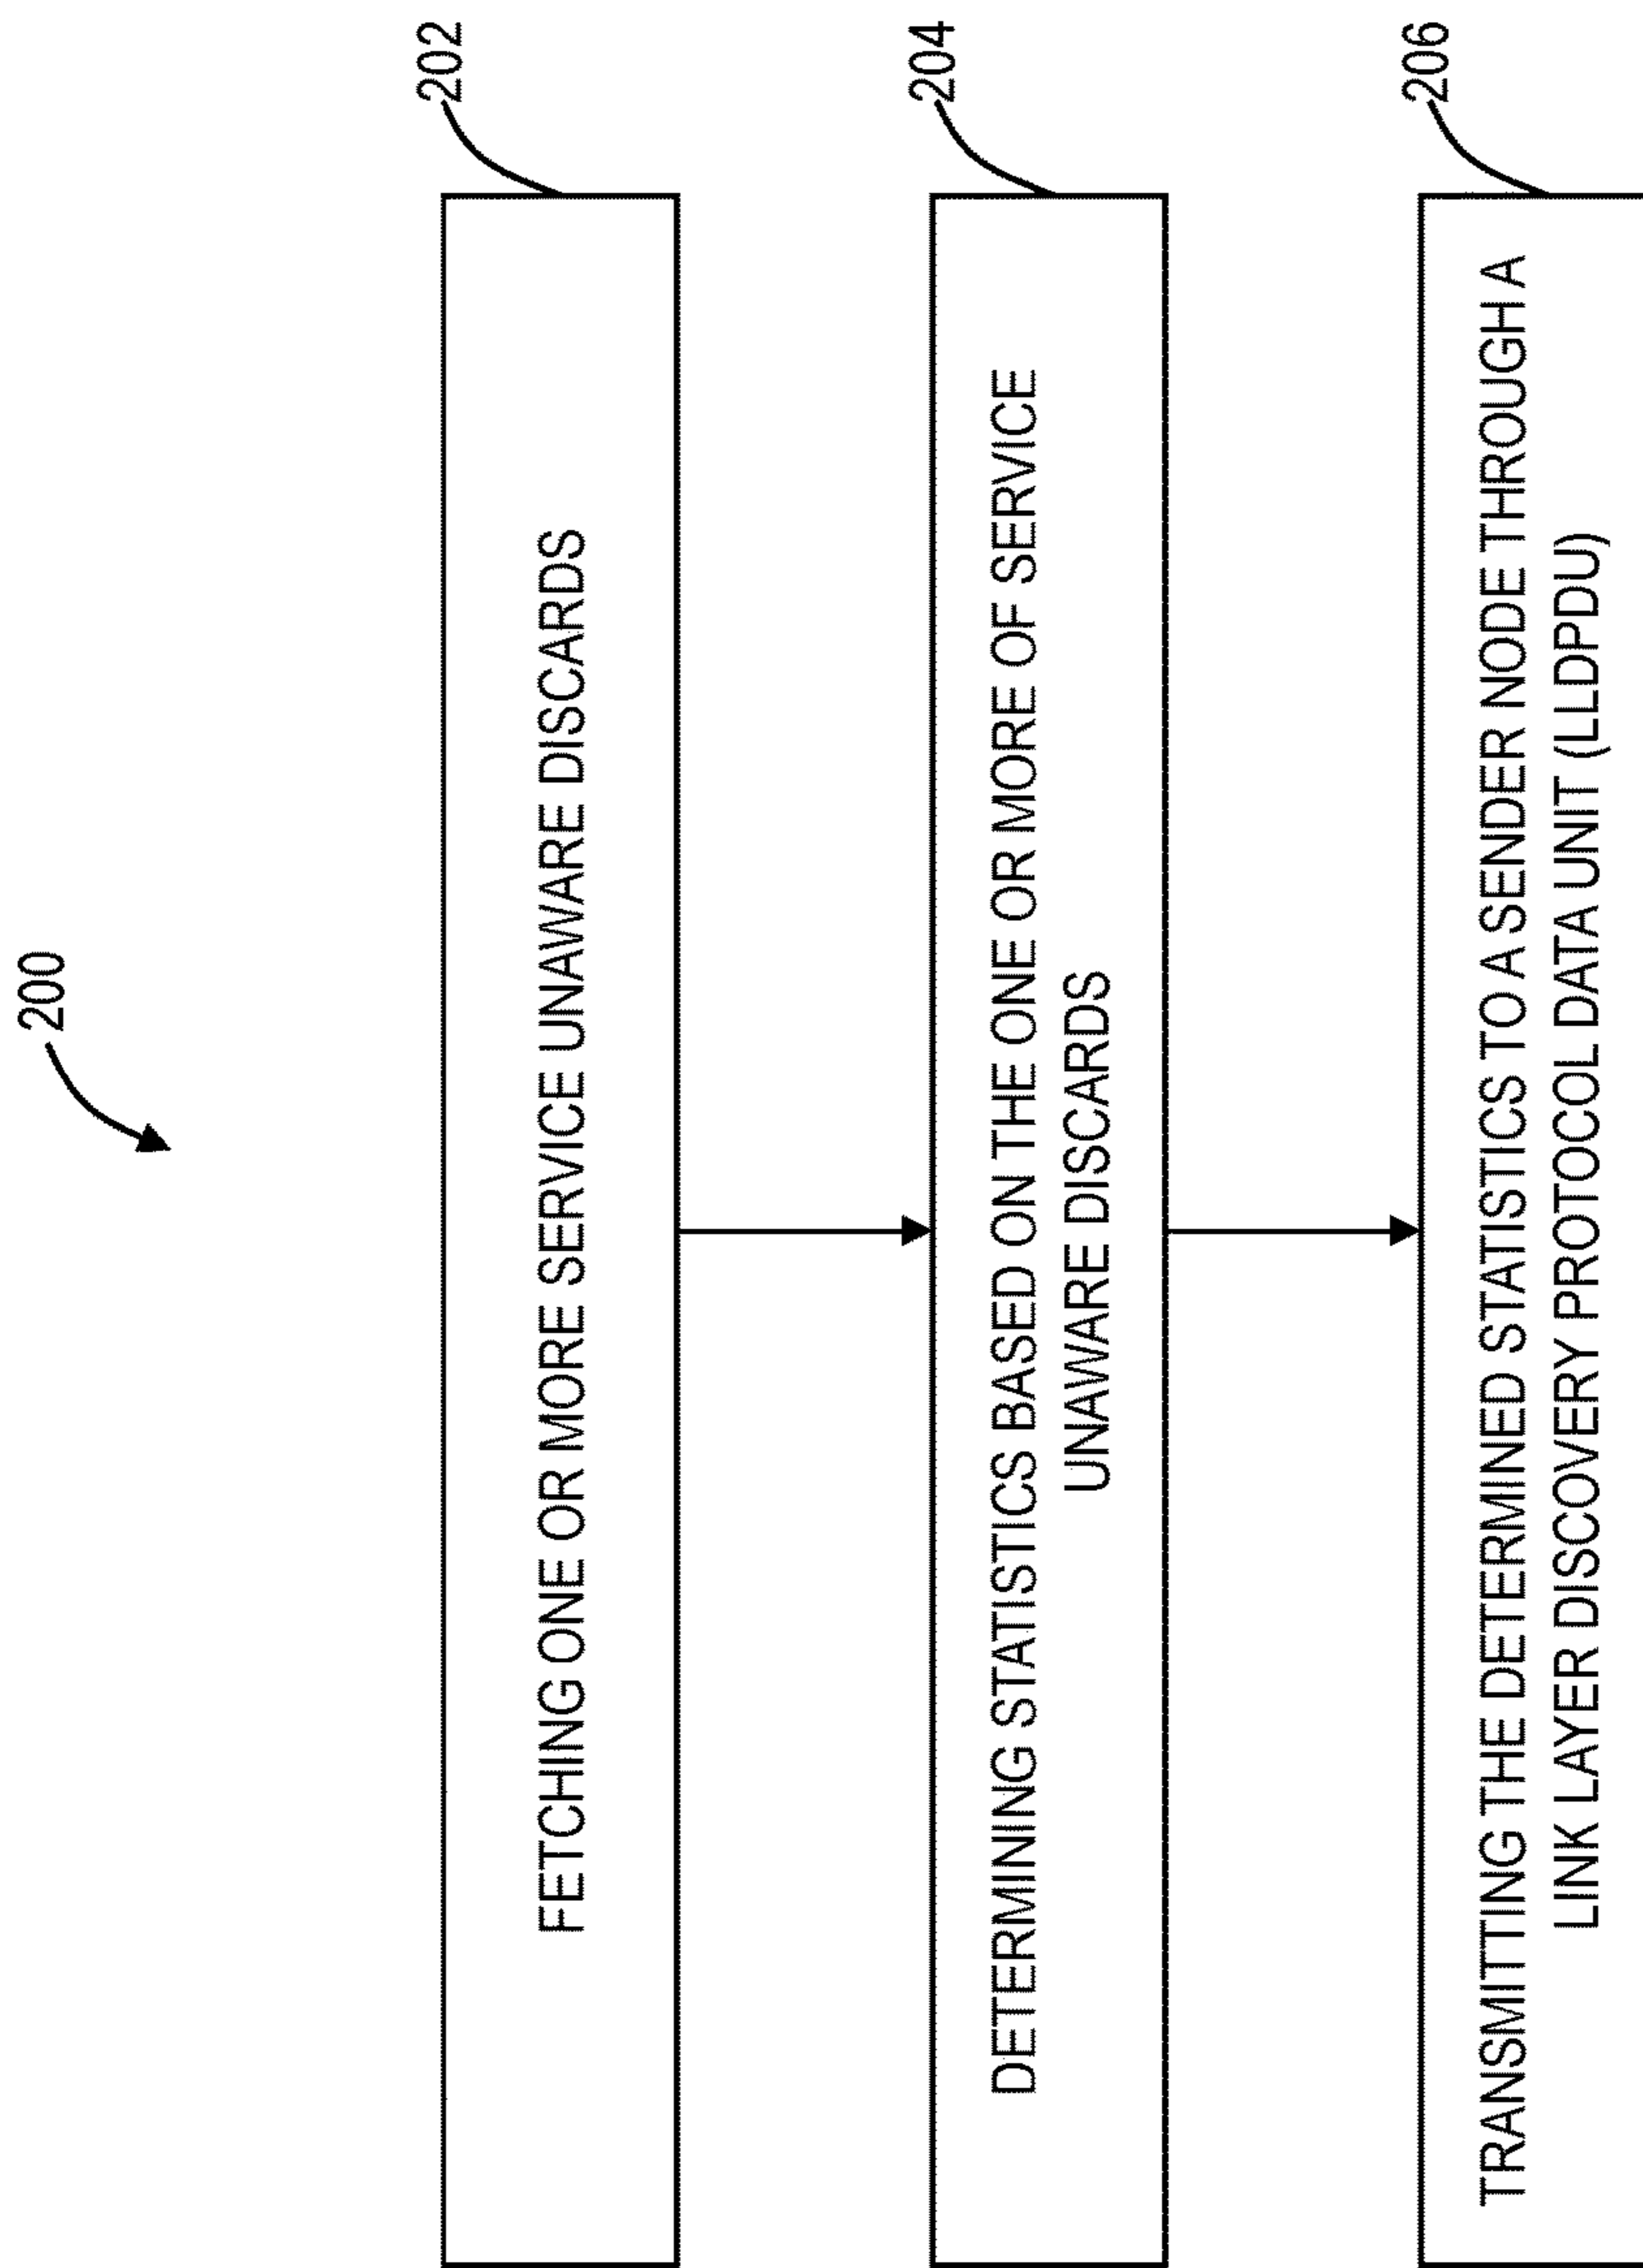 200
202
FETCHING ONE OR MORE SERVICE UNAWARE DISCARDS
204
DETERMINING STATISTICS BASED ON THE ONE OR MORE OF SERVICE
UNAWARE DISCARDS
206
TRANSMITTING THE DETERMINED STATISTICS TO A SENDER NODE THROUGH A
LINK LAYER DISCOVERY PROTOCOL DATA UNIT (LLDPDU)